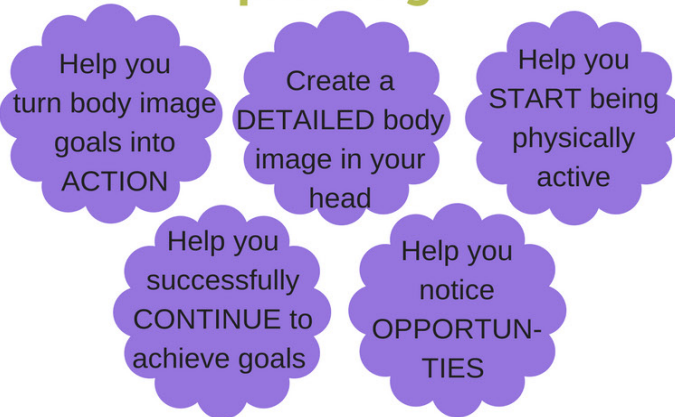 Help you
turn body image
goals into
ACTION
Create a
DETAILED body
image in your
head
Help you
START being
physically
active
Help you
successfully
CONTINUE to
achieve goals
Help you
notice
OPPORTUN-
TIES